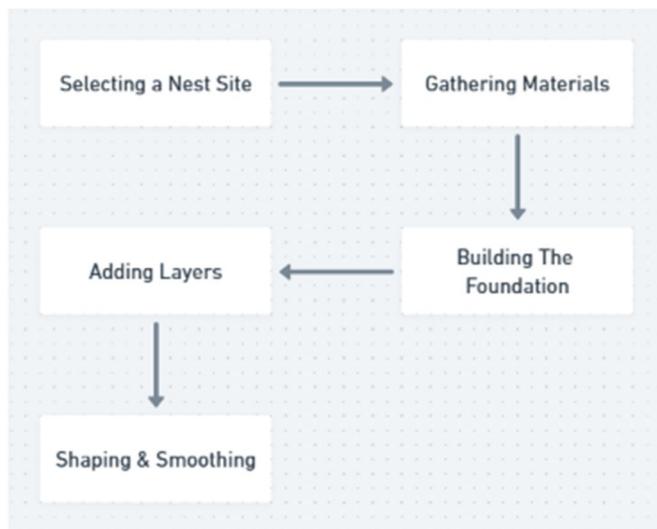 Selecting a Nest Site
Gathering Materials
Building The
Foundation
Adding Layers
Shaping & Smoothing